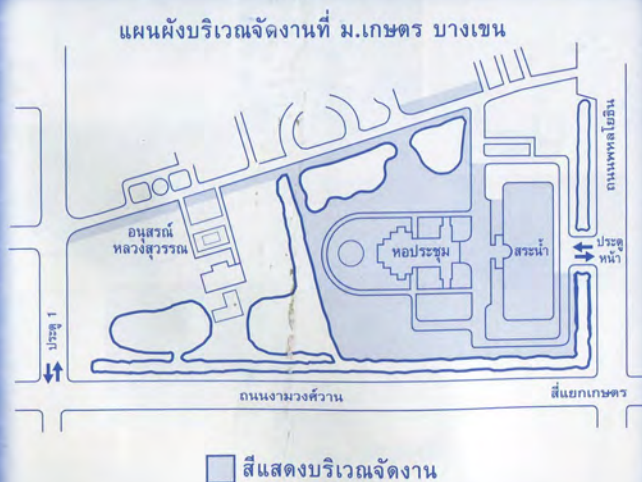 แผนผังบริเวณจัดงานที่ ม.เกษตร บางเขน
ถนนพหลโยธิน
อนุสรณ์
หลวงสุวรรณ
หอประชุม
สระน้ำ
ประตู
หน้า
ประตู 1
ถนนงามวงศ์วาน
สี่แยกเกษตร
สีแสดงบริเวณจัดงาน